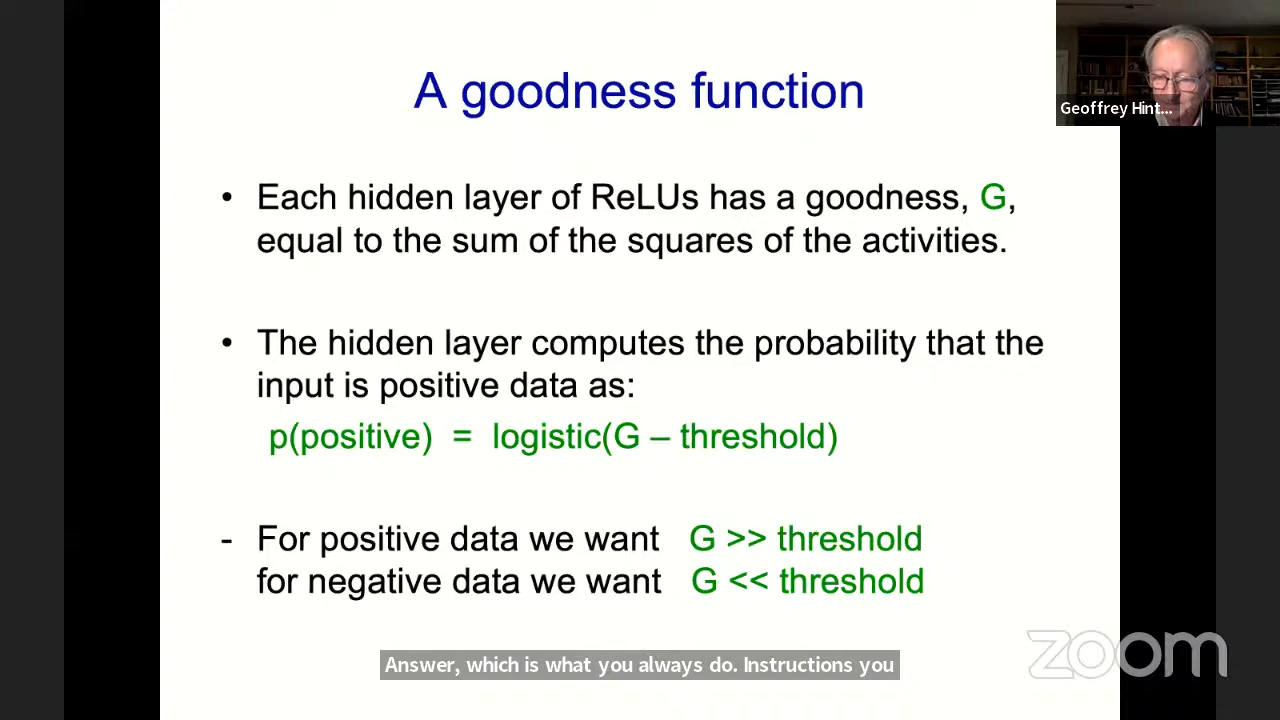 A goodness function
Geoffrey Hint...
• Each hidden layer of ReLUs has a goodness, G,
equal to the sum of the squares of the activities.
• The hidden layer computes the probability that the
input is positive data as:
p(positive) = logistic(G – threshold)
- For positive data we want G >> threshold
for negative data we want G << threshold
Answer, which is what you always do. Instructions you
zoom